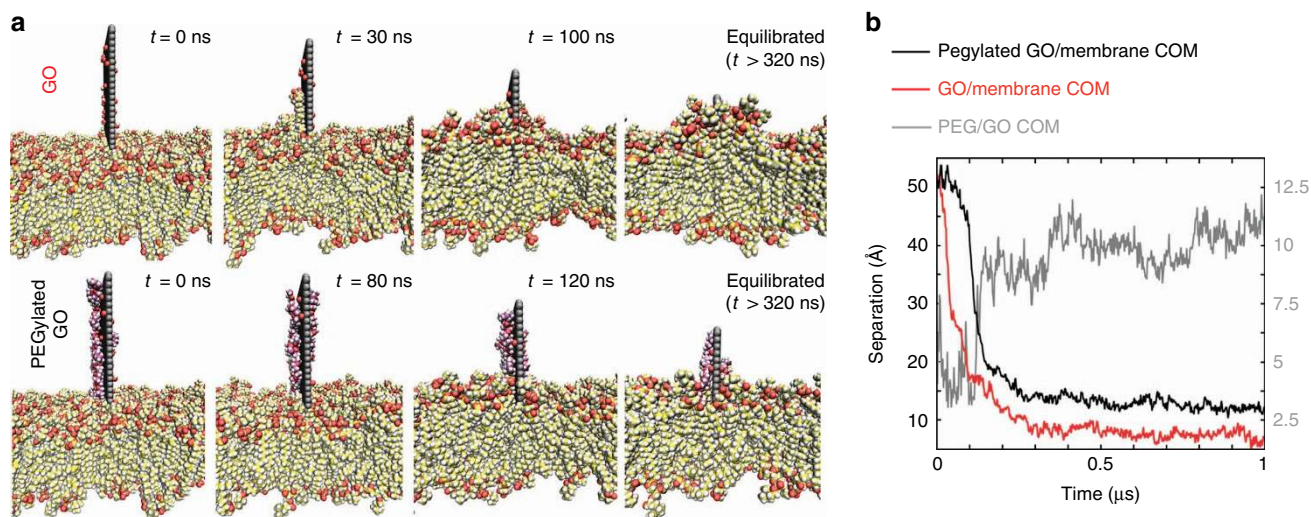 a
t = 0 ns
t = 30 ns
t = 100 ns
Equilibrated
(t > 320 ns)
GO
t = 0 ns
t = 80 ns
t = 120 ns
Equilibrated
(t > 320 ns)
PEGylated
GO
b
Pegylated GO/membrane COM
GO/membrane COM
PEG/GO COM
50
40
30
20
10
Separation (Å)
12.5
10
7.5
5
2.5
0
0.5
1
Time (μs)